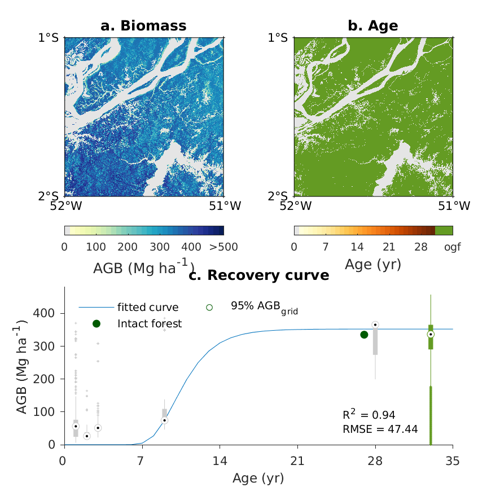 a. Biomass
b. Age
1°S
1°S
2°S
2°S
52°W
51°W
52°W
51°W
0 100 200 300 400 >500
AGB (Mg ha-1)
0 7 14 21 28 ogf
Age (yr)
c. Recovery curve
fitted curve
95% AGBgrid
Intact forest
400
300
200
100
0
AGB (Mg ha-1)
R2 = 0.94
RMSE = 47.44
0 7 14 21 28 35
Age (yr)